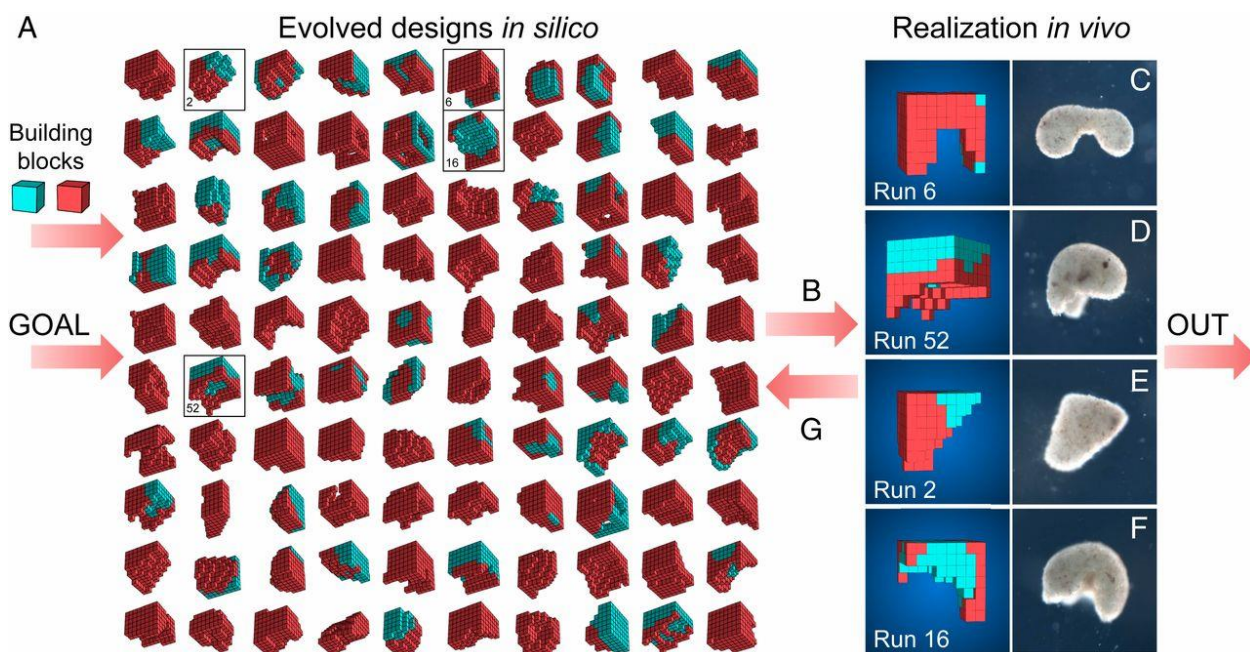 A
Evolved designs in silico
Realization in vivo
2
6
16
Building
blocks
GOAL
52
B
G
OUT
Run 6
C
Run 52
D
Run 2
E
Run 16
F